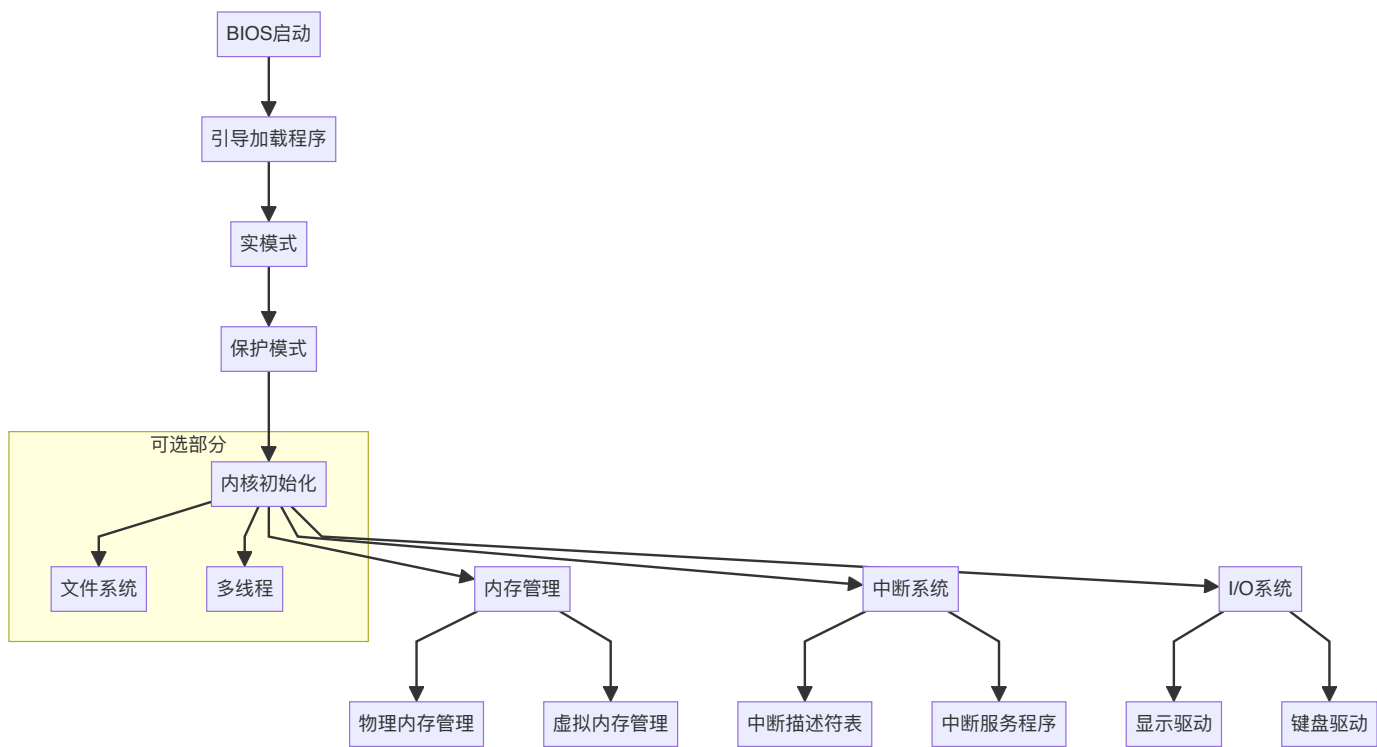 BIOS启动
引导加载程序
实模式
保护模式
可选部分
内核初始化
文件系统
多线程
内存管理
中断系统
I/O系统
物理内存管理
虚拟内存管理
中断描述符表
中断服务程序
显示驱动
键盘驱动